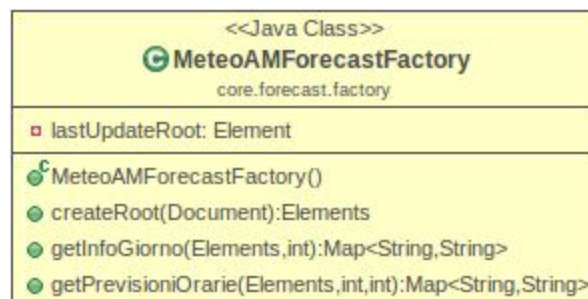 <<Java Class>>
C MeteoAMForecastFactory
core.forecast.factory
lastUpdateRoot: Element
C MeteoAMForecastFactory()
createRoot(Document):Elements
getInfoGiorno(Elements,int):Map<String,String>
getPrevisioniOrarie(Elements,int,int):Map<String,String>